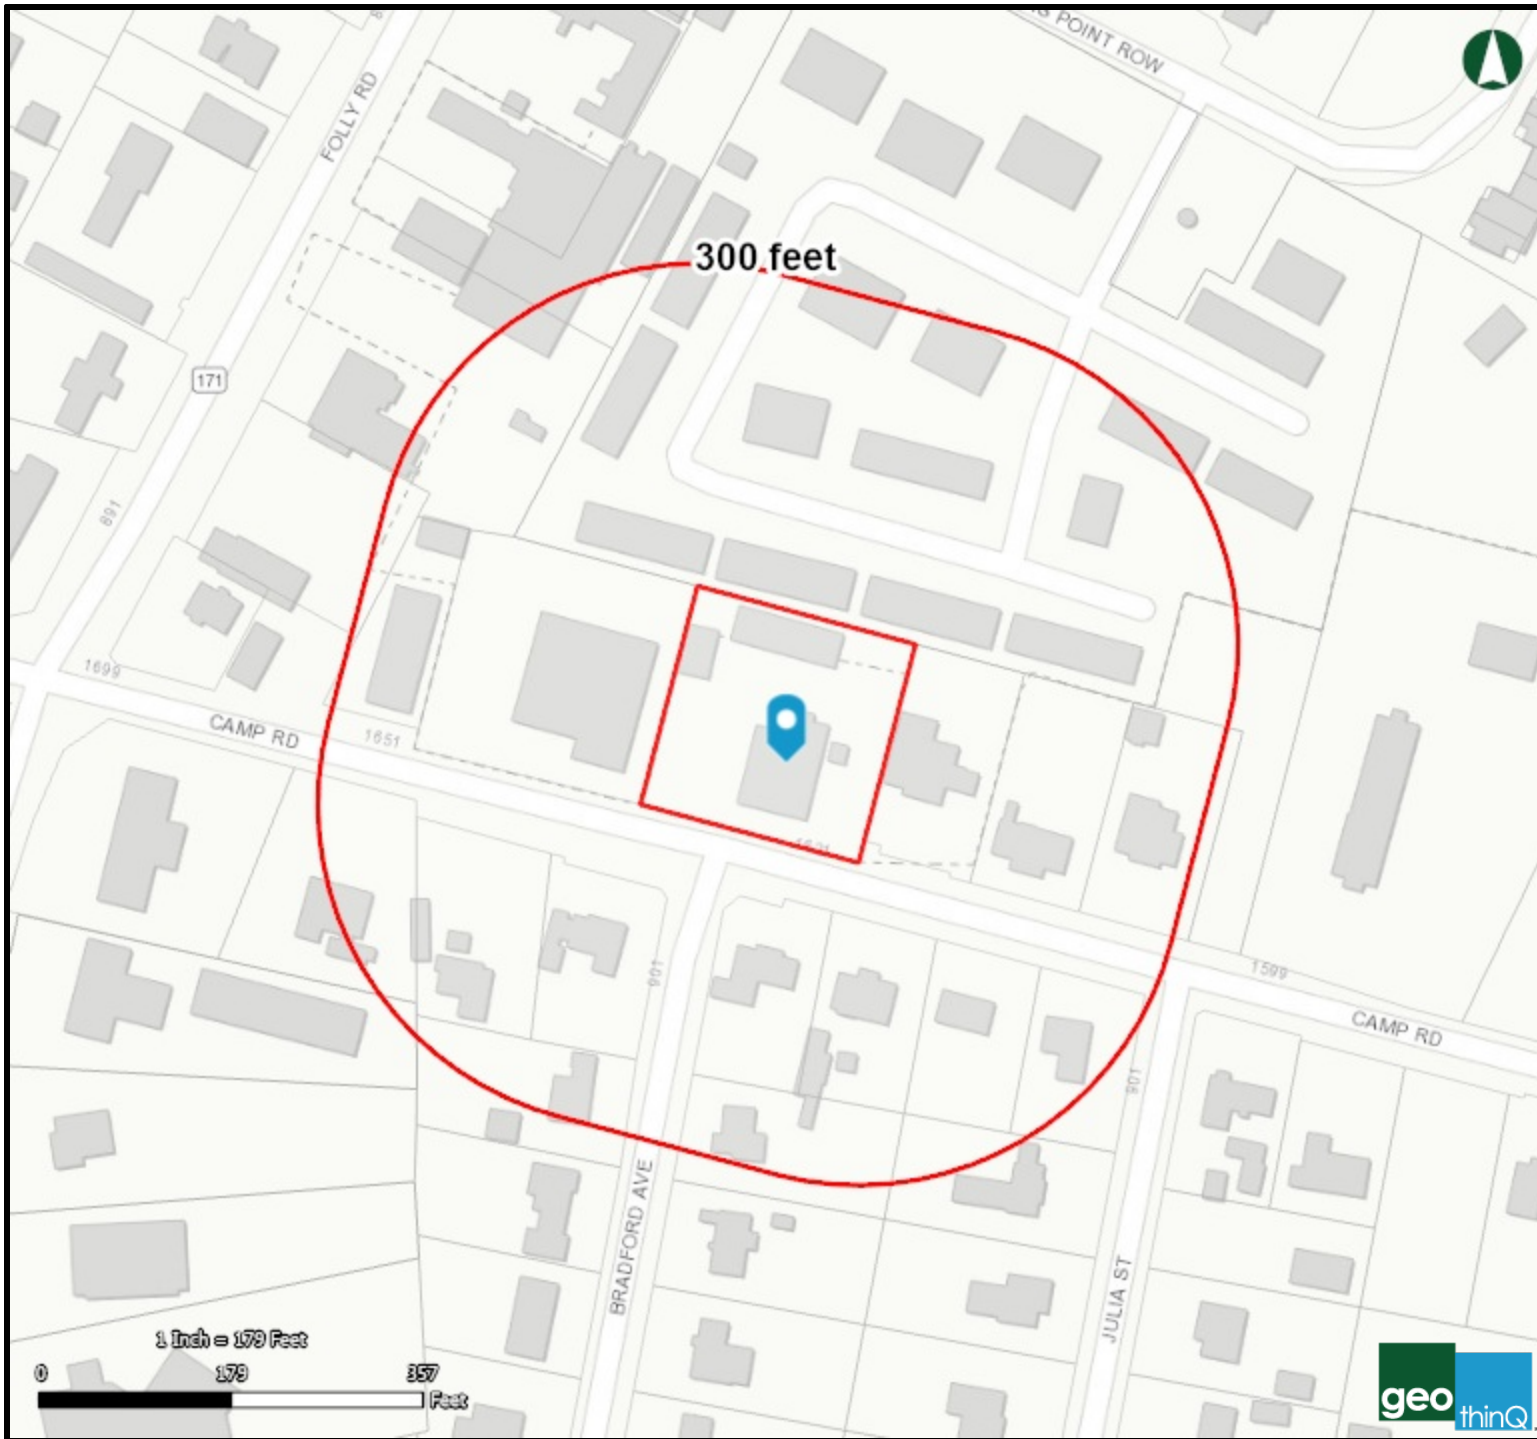 S POINT ROW
FOLLY RD
300 feet
171
891
1699
CAMP RD
1651
901
1599
CAMP RD
901
BRADFORD AVE
JULIA ST
1 Inch = 179 Feet
0 179 357
Feet
geo
thinQ